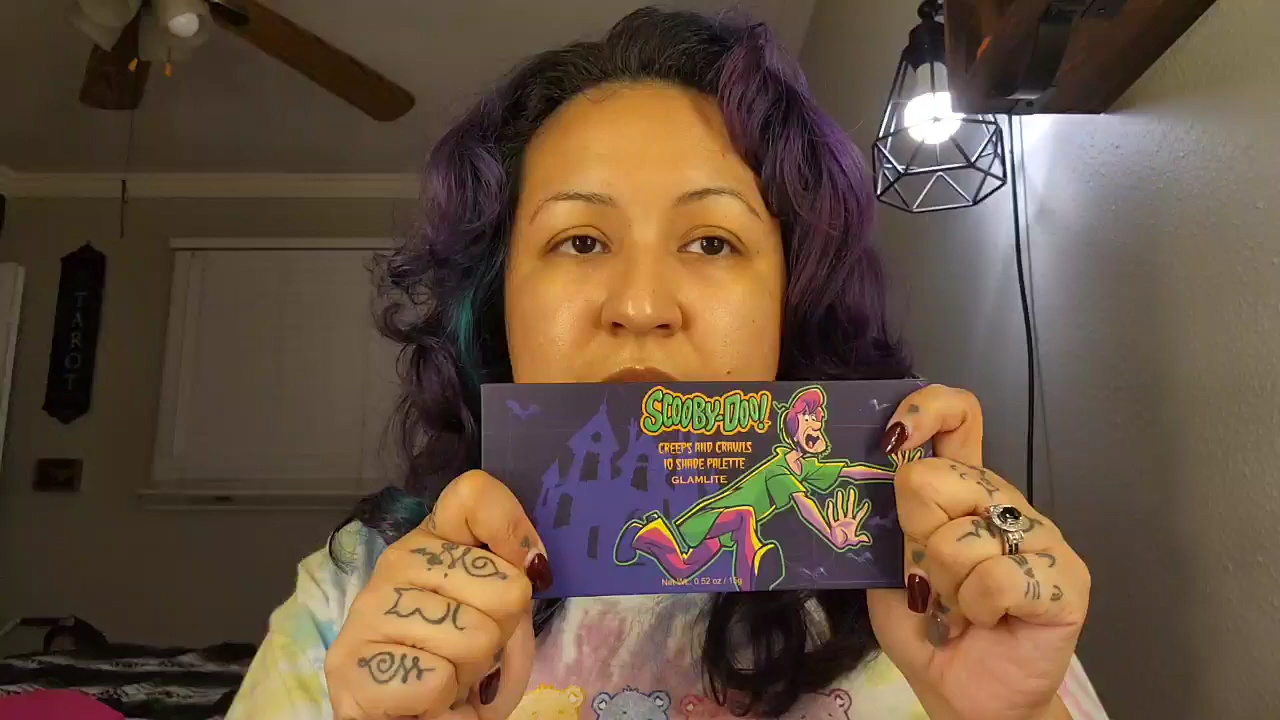 TAROT
SCOOBY-DOO!
CREEPS AND CRAWLS
10 SHADE PALETTE
GLAMLITE
Net Wt. 0.52 oz / 15g